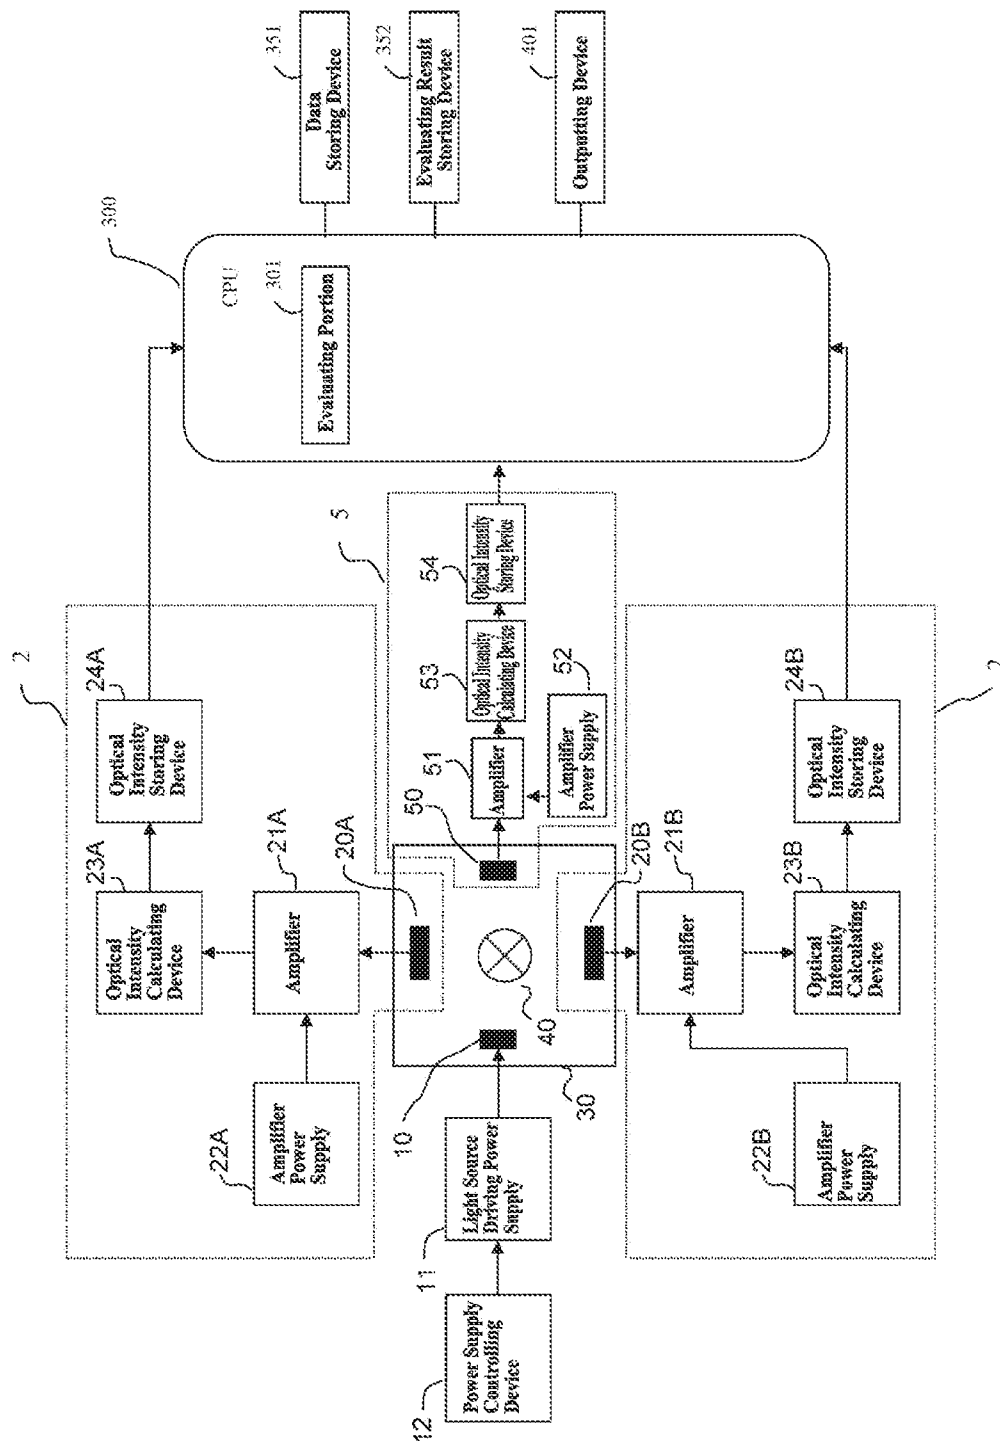 2
22A
Amplifier
Power
Supply
21A
Amplifier
23A
Optical
Intensity
Calculating
Device
24A
Optical
Intensity
Storing
Device
20A
12
Power Supply
Controlling
Device
11
Light Source
Driving Power
Supply
10
30
40
50
5
51
Amplifier
52
Amplifier
Power Supply
53
Optical Intensity
Calculating Device
54
Optical Intensity
Storing Device
20B
22B
Amplifier
Power
Supply
21B
Amplifier
23B
Optical
Intensity
Calculating
Device
24B
Optical
Intensity
Storing
Device
2
300
CPU
301
Evaluating Portion
351
Data
Storing Device
352
Evaluating Result
Storing Device
401
Outputting Device